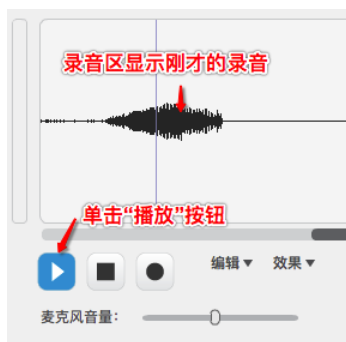 录音区显示刚才的录音
单击“播放”按钮
编辑▼ 效果▼
麦克风音量：